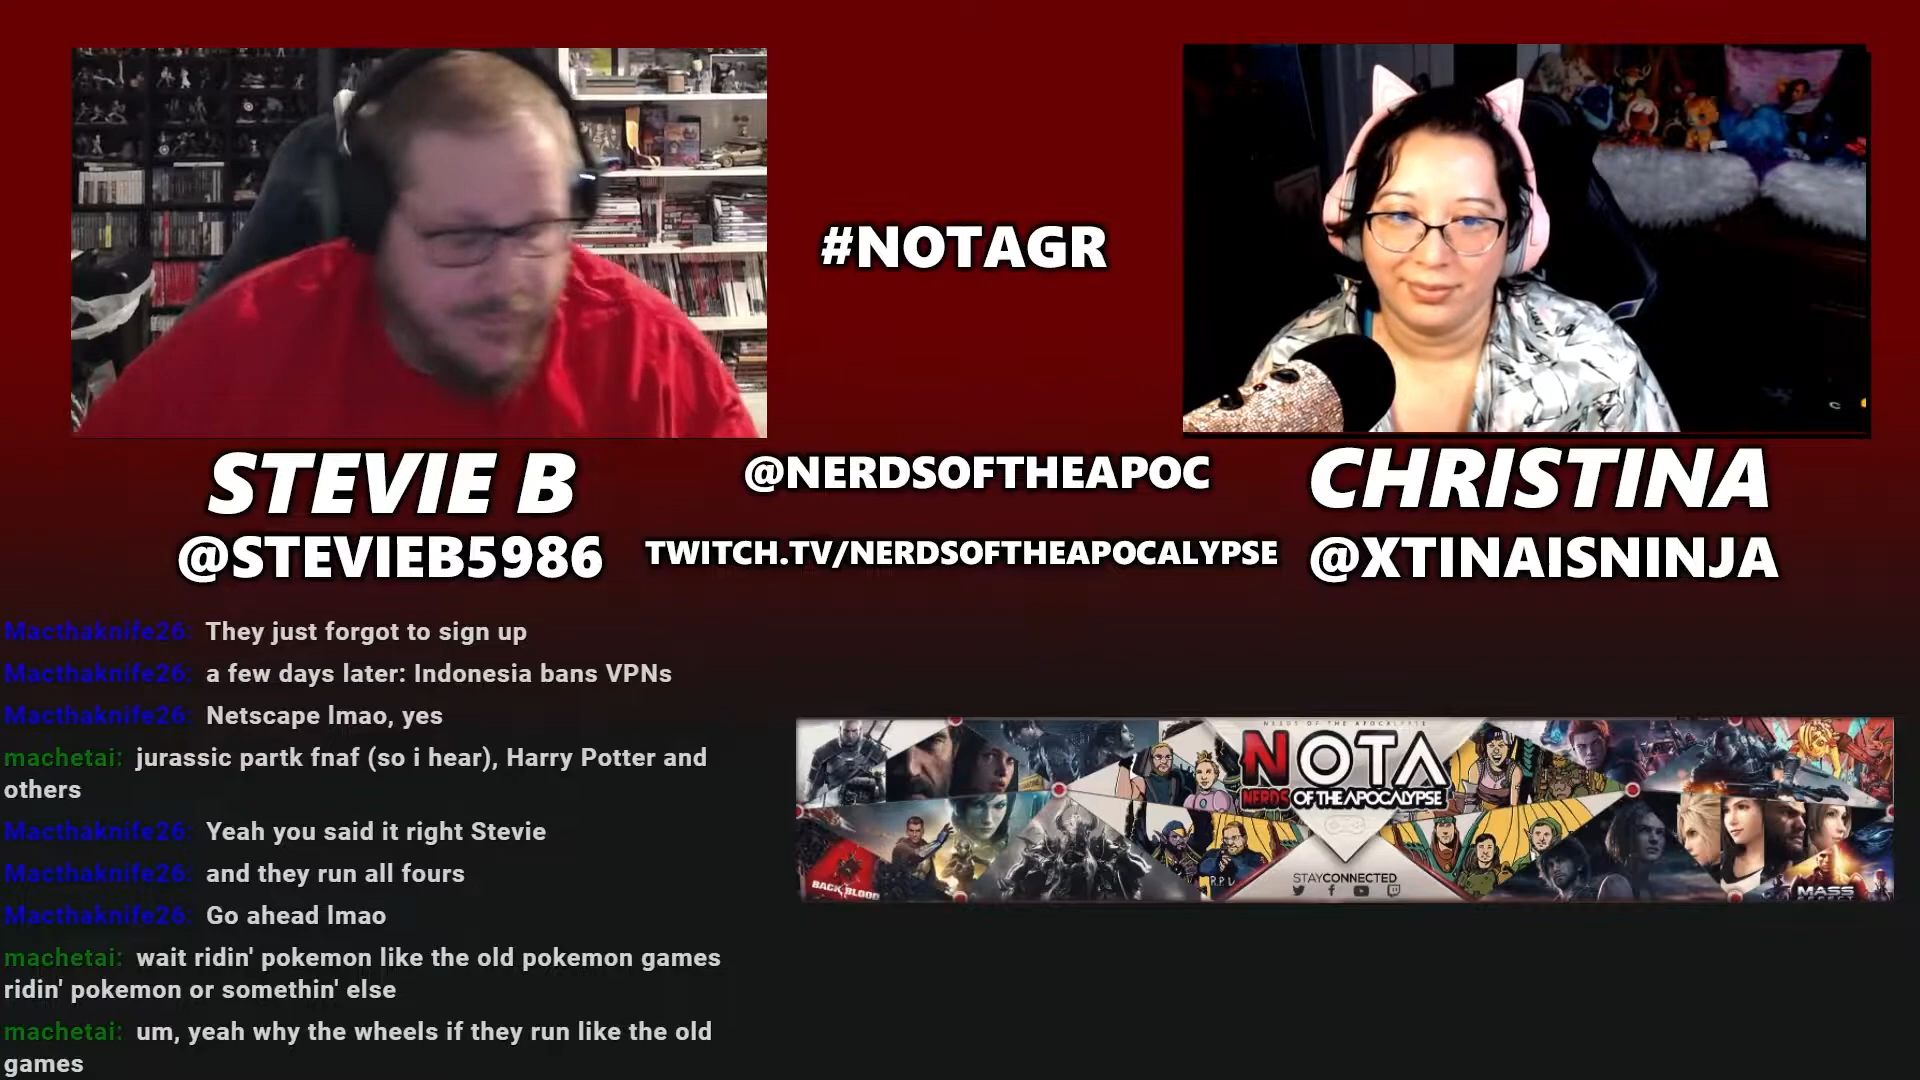 #NOTAGR
STEVIE B
@STEVIEB5986
@NERDSOFTHEAPOC
TWITCH.TV/NERDSOFTHEAPOCALYPSE
CHRISTINA
@XTINAISNINJA
Macthaknife26: They just forgot to sign up
Macthaknife26: a few days later: Indonesia bans VPNs
Macthaknife26: Netscape lmao, yes
machetai: jurassic partk fnaf (so i hear), Harry Potter and
others
Macthaknife26: Yeah you said it right Stevie
Macthaknife26: and they run all fours
Macthaknife26: Go ahead lmao
machetai: wait ridin' pokemon like the old pokemon games
ridin' pokemon or somethin' else
machetai: um, yeah why the wheels if they run like the old
games
NERDS OF THE APOCALYPSE
NOTA
NERDS OF THE APOCALYPSE
STAYCONNECTED
BACK BLOOD
MASS